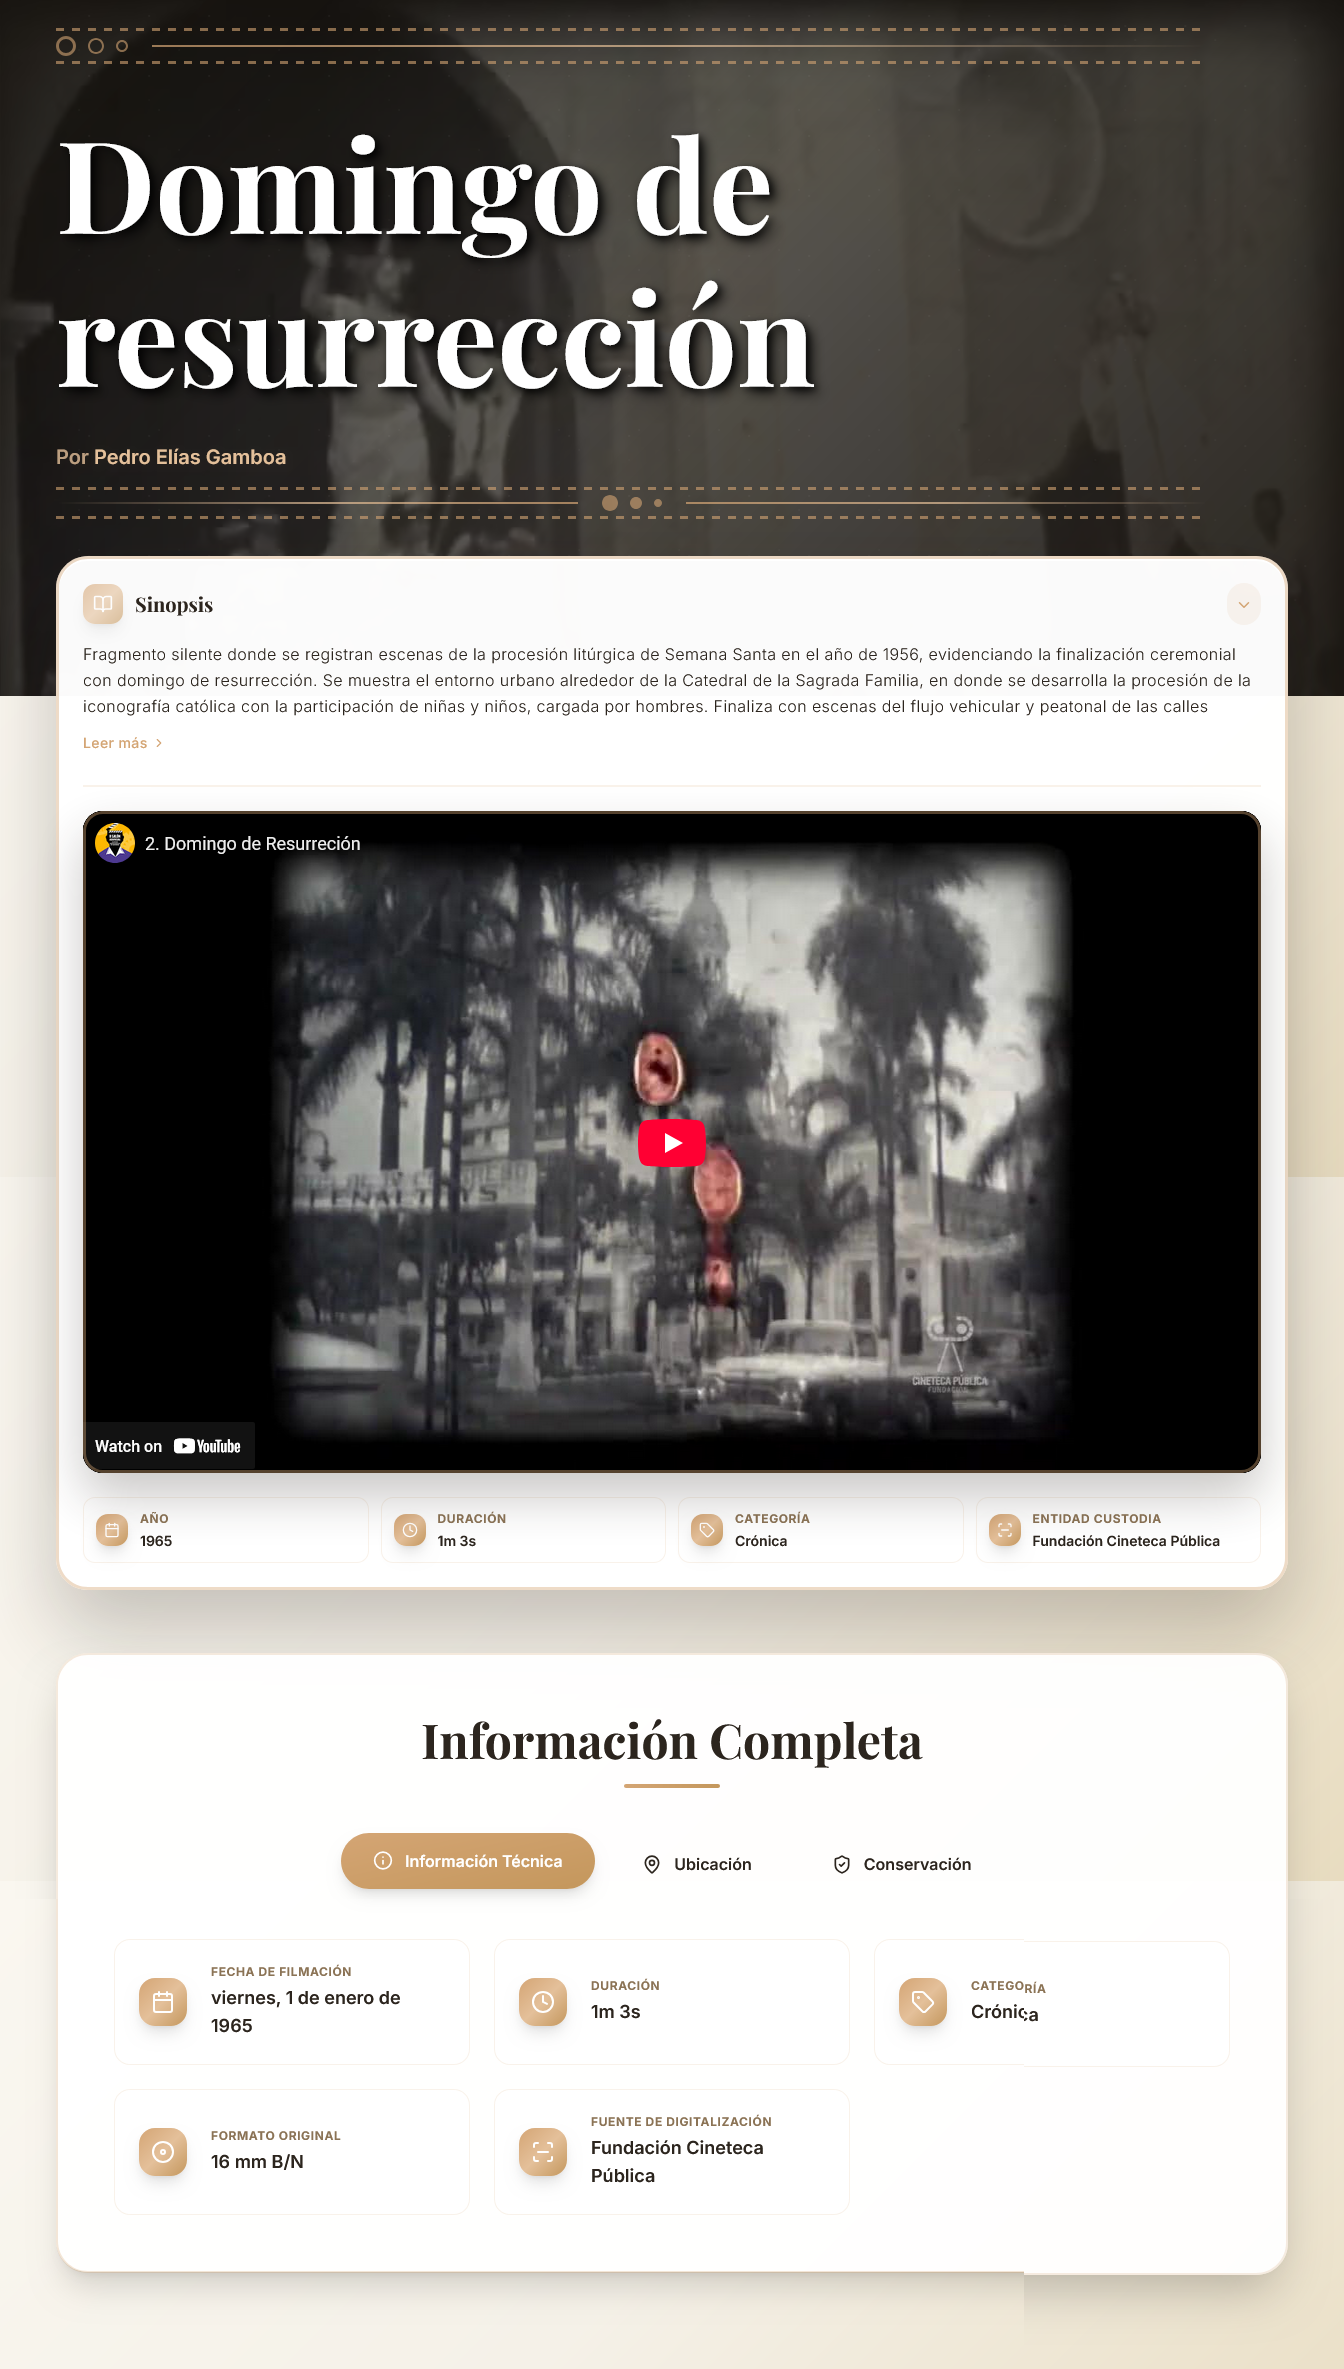 Domingo de
resurrección
Por Pedro Elías Gamboa
Sinopsis
Fragmento silente donde se registran escenas de la procesión litúrgica de Semana Santa en el año de 1956, evidenciando la finalización ceremonial
con domingo de resurrección. Se muestra el entorno urbano alrededor de la Catedral de la Sagrada Familia, en donde se desarrolla la procesión de la
iconografía católica con la participación de niñas y niños, cargada por hombres. Finaliza con escenas del flujo vehicular y peatonal de las calles
Leer más
2. Domingo de Resurreción
CINETECA PÚBLICA
FUNDACIÓN
Watch on YouTube
AÑO
1965
DURACIÓN
1m 3s
CATEGORÍA
Crónica
ENTIDAD CUSTODIA
Fundación Cineteca Pública
Información Completa
Información Técnica
Ubicación
Conservación
FECHA DE FILMACIÓN
viernes, 1 de enero de
1965
DURACIÓN
1m 3s
CATEGORÍA
Crónica
FORMATO ORIGINAL
16 mm B/N
FUENTE DE DIGITALIZACIÓN
Fundación Cineteca
Pública